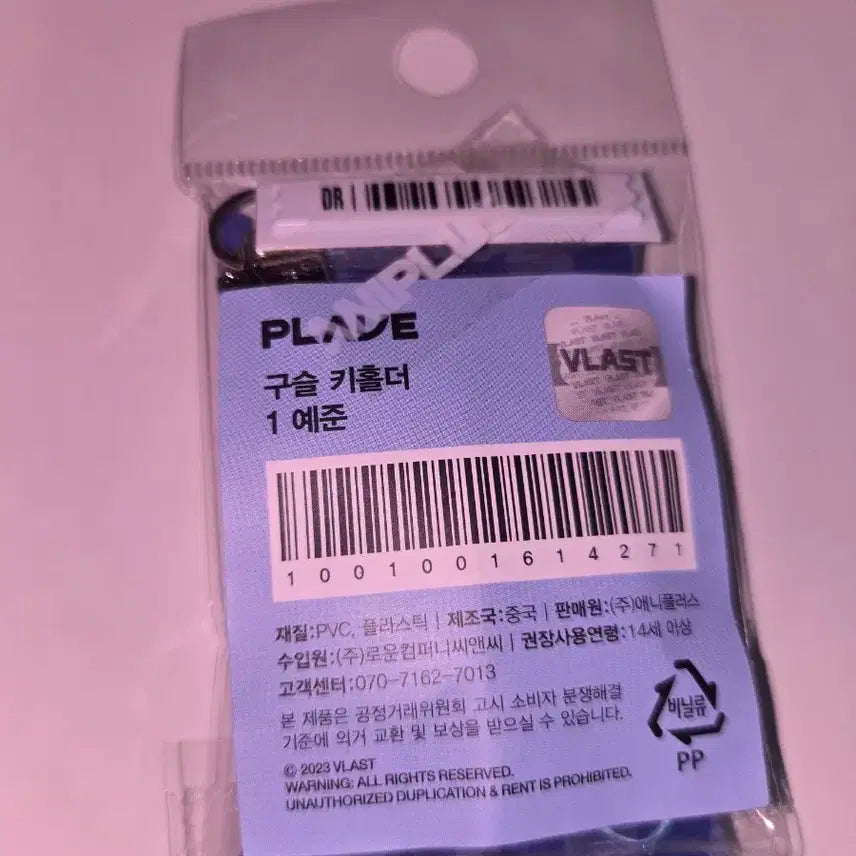 DR
PLAVE
VLAST
구슬 키홀더
1 예준
1001001614271
재질:PVC, 플라스틱 | 제조국:중국 | 판매원:(주)애니플러스
수입원:(주)로운컴퍼니씨앤씨 | 권장사용연령:14세 이상
고객센터:070-7162-7013
본 제품은 공정거래위원회 고시 소비자 분쟁해결
기준에 의거 교환 및 보상을 받으실 수 있습니다.
비닐류
PP
© 2023 VLAST
WARNING: ALL RIGHTS RESERVED.
UNAUTHORIZED DUPLICATION & RENT IS PROHIBITED.